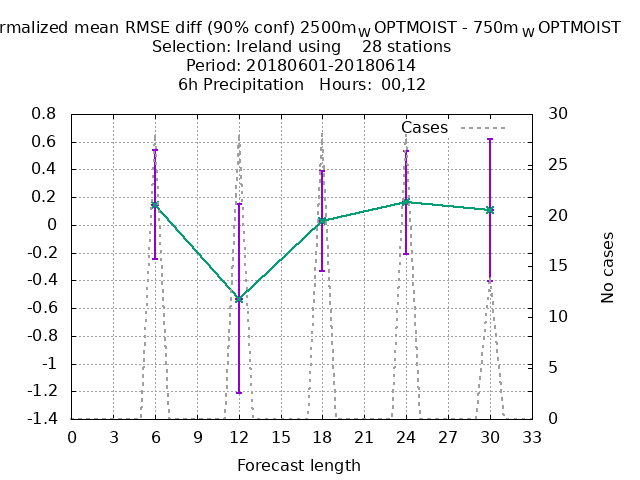 rmalized mean RMSE diff (90% conf) 2500m W OPTMOIST - 750m W OPTMOIST
Selection: Ireland using 28 stations
Period: 20180601-20180614
6h Precipitation Hours: 00,12
Cases
0.8
0.6
0.4
0.2
0
-0.2
-0.4
-0.6
-0.8
-1
-1.2
-1.4
30
25
20
15
10
5
0
No cases
0 3 6 9 12 15 18 21 24 27 30 33
Forecast length